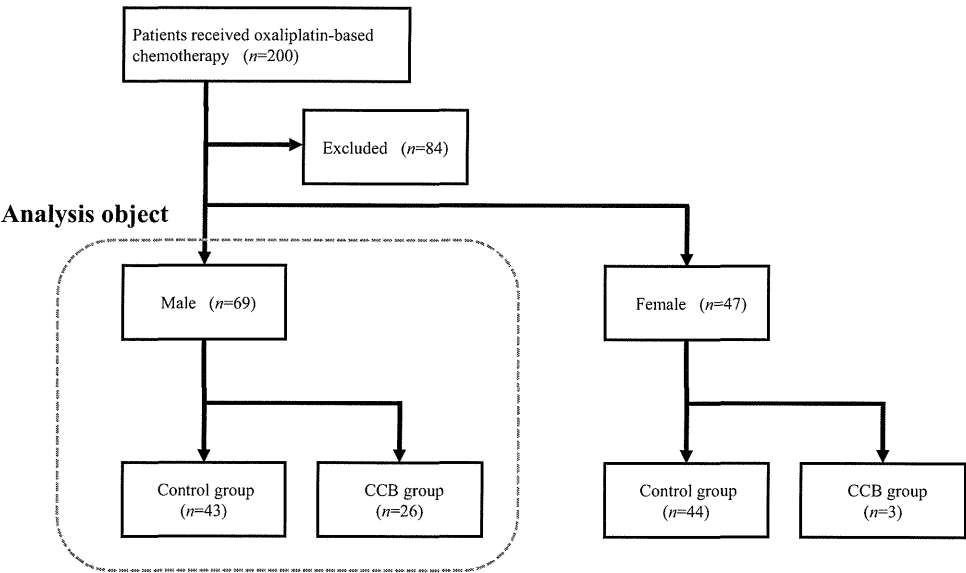 Patients received oxaliplatin-based
chemotherapy (n=200)
Excluded (n=84)
Analysis object
Male (n=69)
Female (n=47)
Control group
(n=43)
CCB group
(n=26)
Control group
(n=44)
CCB group
(n=3)